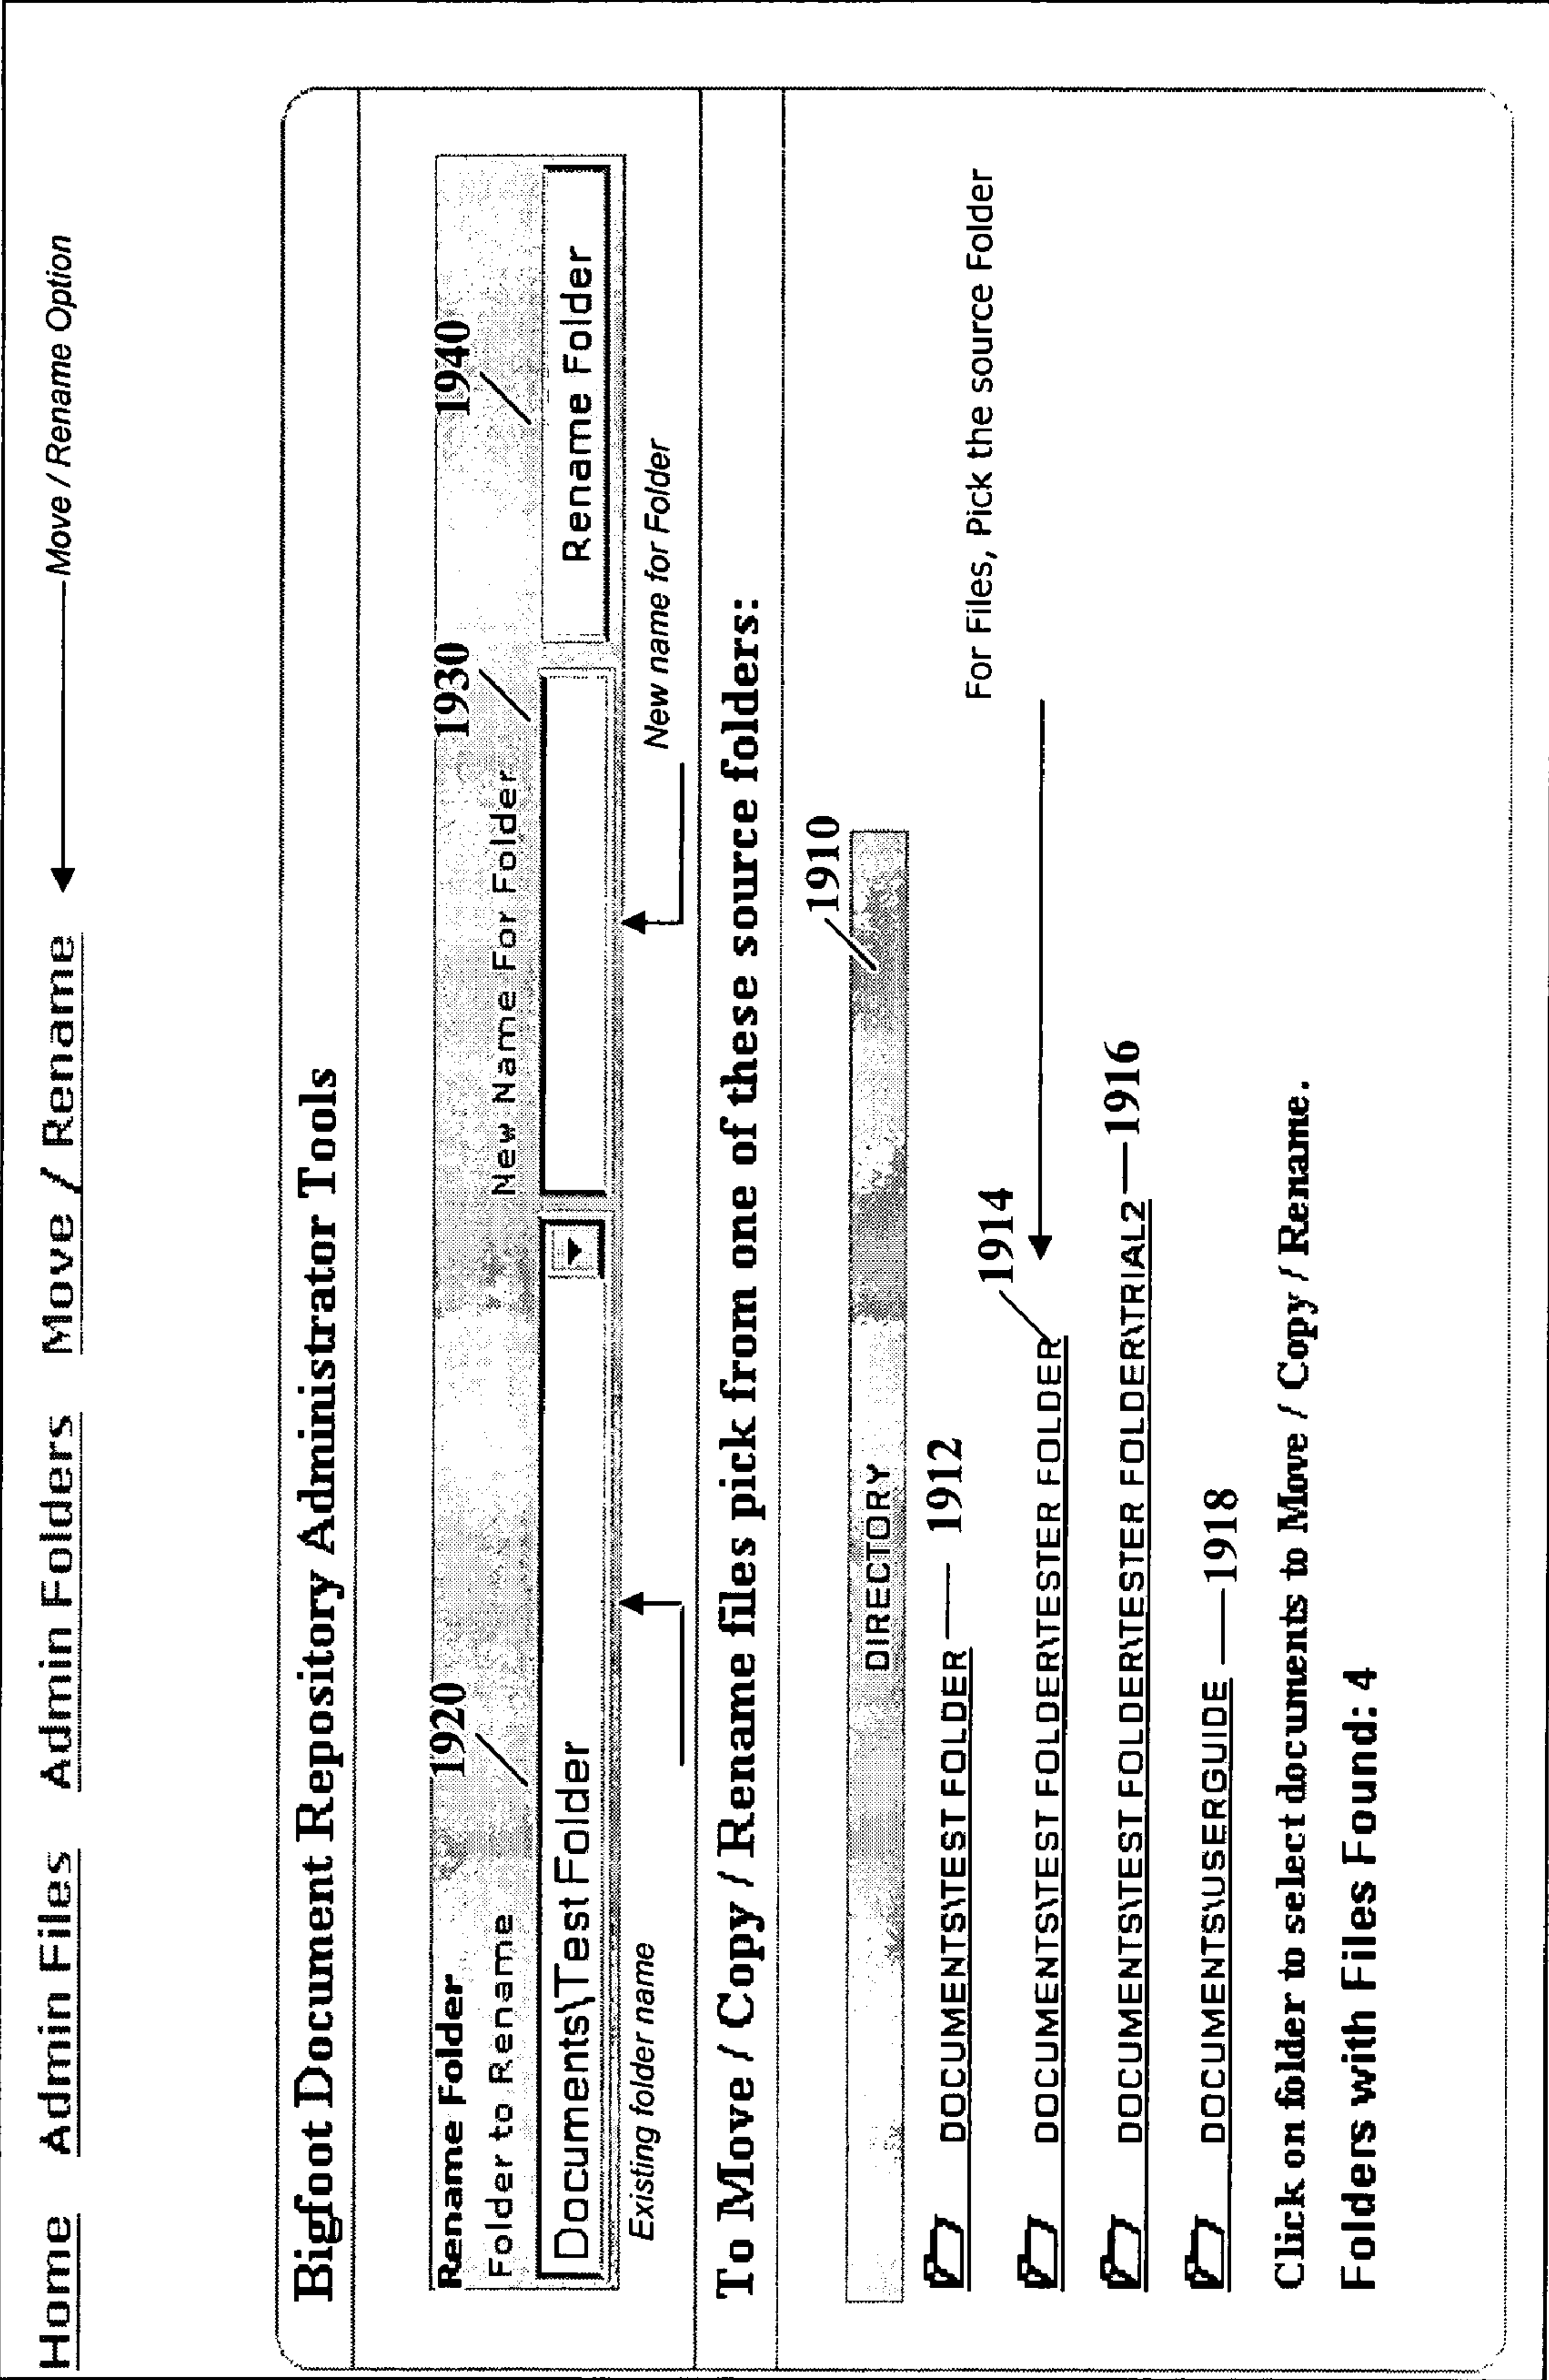 Home Admin Files Admin Folders Move / Rename Move / Rename Option
Bigfoot Document Repository Administrator Tools
Rename Folder 1920 1930 1940
Folder to Rename New Name For Folder
Documents\Test Folder Rename Folder
Existing folder name New name for Folder
To Move / Copy / Rename files pick from one of these source folders:
1910
DIRECTORY
DOCUMENTS\TEST FOLDER 1912
For Files, Pick the source Folder
1914
DOCUMENTS\TEST FOLDER\TESTER FOLDER
DOCUMENTS\TEST FOLDER\TESTER FOLDER\TRIAL2 1916
DOCUMENTS\USERGUIDE 1918
Click on folder to select documents to Move / Copy / Rename.
Folders with Files Found: 4